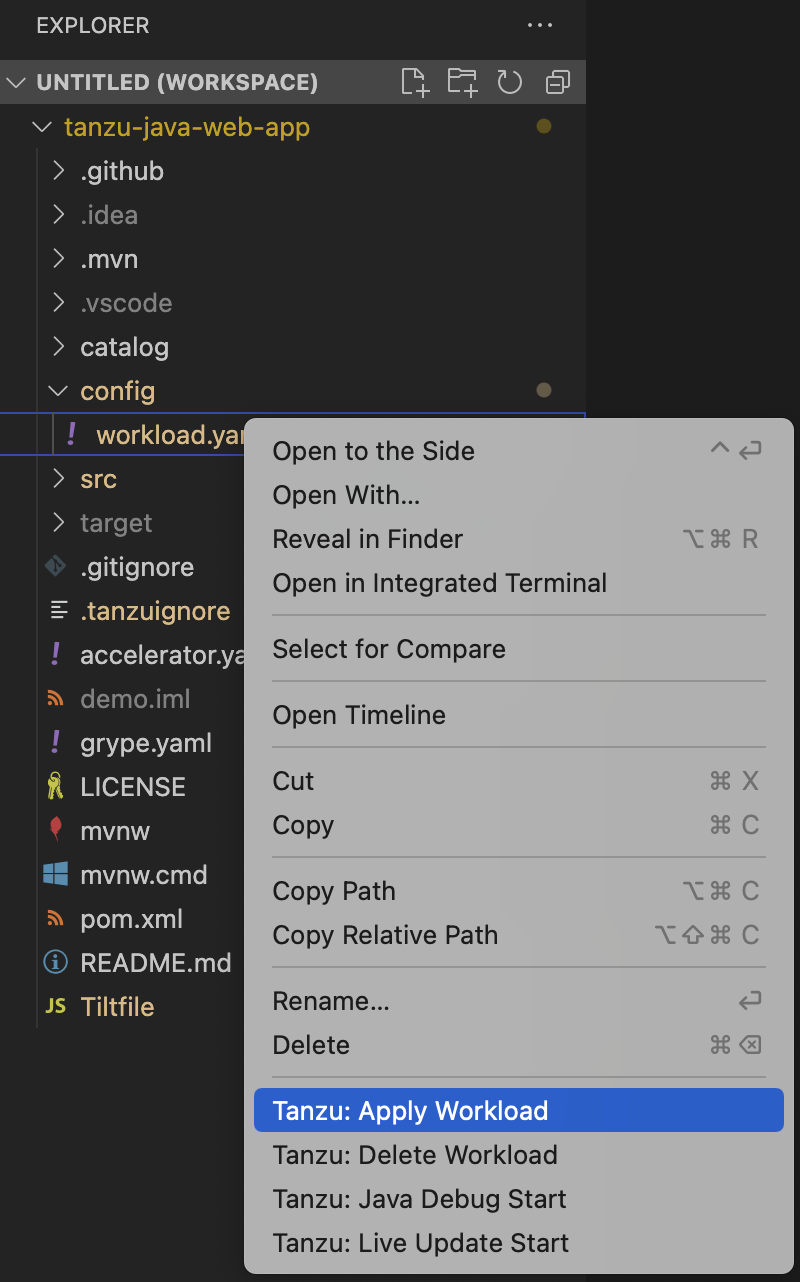 EXPLORER
UNTITLED (WORKSPACE)
tanzu-java-web-app
.github
.idea
.mvn
.vscode
catalog
config
! workload.yam
src
target
.gitignore
.tanzuignore
! accelerator.ya
demo.iml
! grype.yaml
LICENSE
mvnw
mvnw.cmd
pom.xml
README.md
JS Tiltfile
Open to the Side ⌃ ↩
Open With...
Reveal in Finder ⌥⌘ R
Open in Integrated Terminal
Select for Compare
Open Timeline
Cut ⌘ X
Copy ⌘ C
Copy Path ⌥⌘ C
Copy Relative Path ⌥⇧⌘ C
Rename... ↩
Delete ⌘ ⌫
Tanzu: Apply Workload
Tanzu: Delete Workload
Tanzu: Java Debug Start
Tanzu: Live Update Start